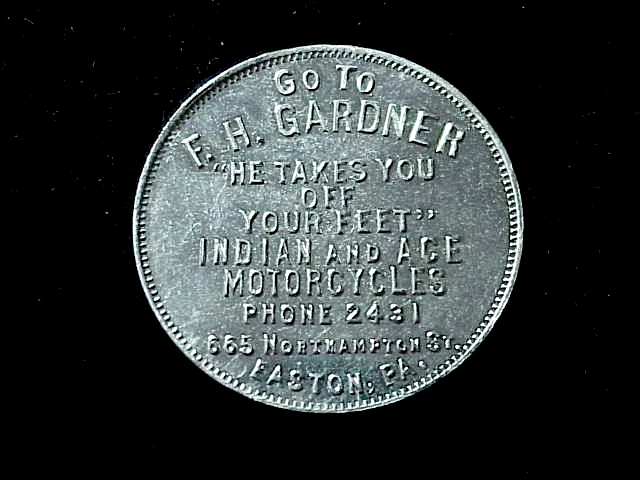 GO TO
F. H. GARDNER
"HE TAKES YOU
OFF
YOUR FEET"
INDIAN AND ACE
MOTORCYCLES
PHONE 2431
665 NORTHAMPTON ST.
EASTON, PA.